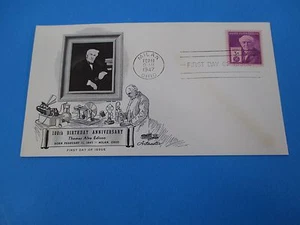 MILAN
1947
OHIO
FIRST DAY OF
100th BIRTHDAY ANNIVERSARY
Thomas Alva Edison
BORN FEBRUARY 11, 1847 — MILAN, OHIO
FIRST DAY OF ISSUE
Artmaster